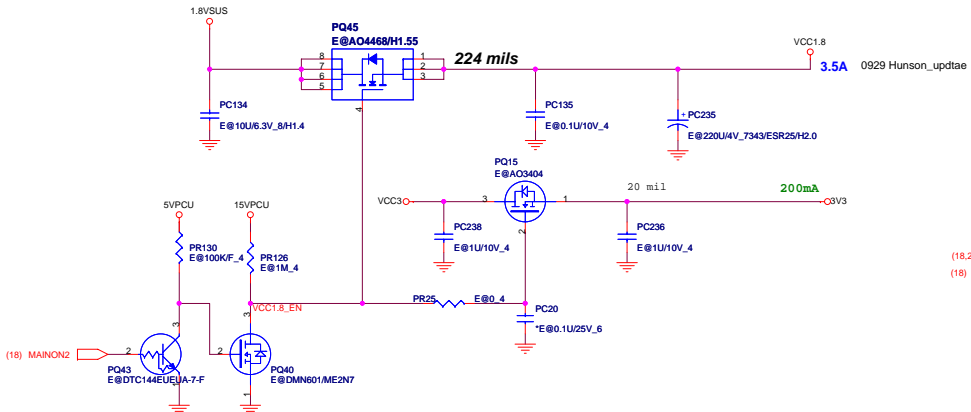 1.8VSUS
PQ45
E@AO4468/H1.55
8
7
6
5
1
2
3
4
224 mils
VCC1.8
3.5A
0929 Hunson_updtae
PC134
E@10U/6.3V_8/H1.4
PC135
E@0.1U/10V_4
+
PC235
E@220U/4V_7343/ESR25/H2.0
PQ15
E@AO3404
VCC3
3
1
2
20 mil
200mA
3V3
PC238
E@1U/10V_4
PC236
E@1U/10V_4
5VPCU
15VPCU
PR130
E@100K/F_4
PR126
E@1M_4
VCC1.8_EN
PR25
E@0_4
PC20
*E@0.1U/25V_6
(18,2
(18)
(18) MAINON2
2
3
1
PQ43
E@DTC144EUEUA-7-F
2
3
1
PQ40
E@DMN601/ME2N7